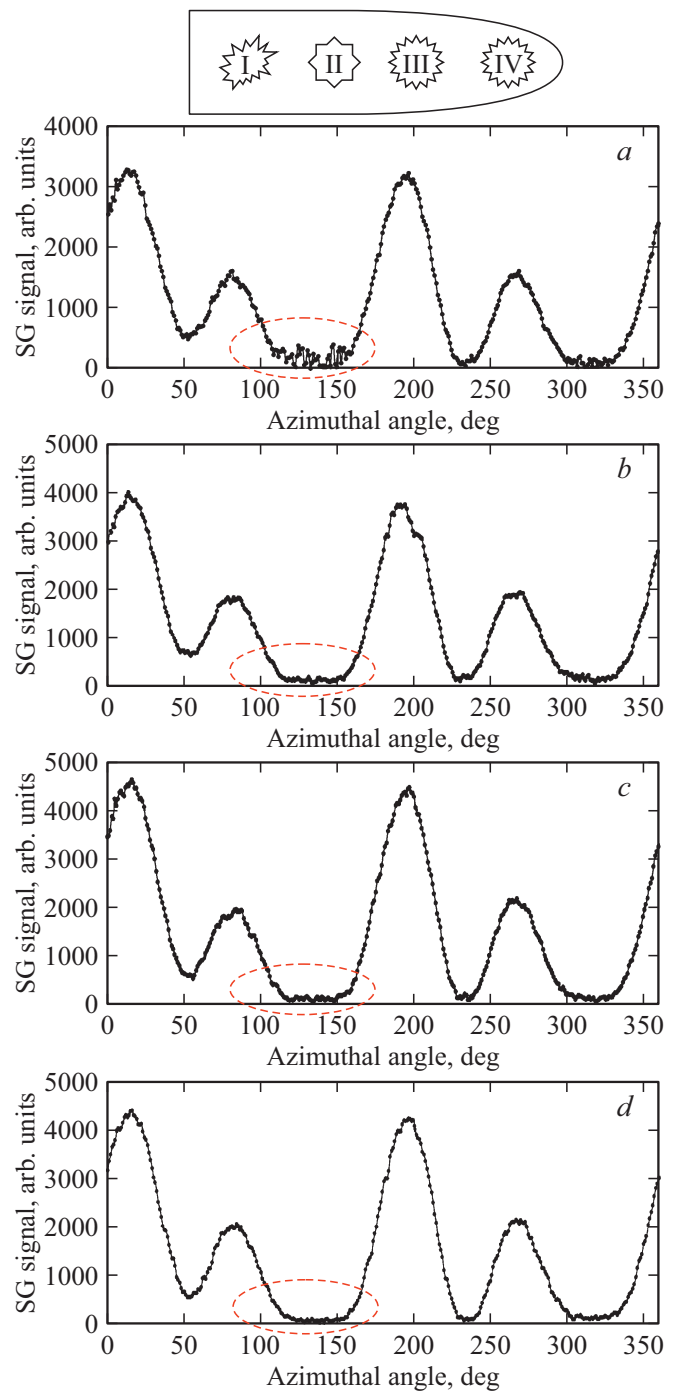 I II III IV
a
4000
3000
2000
1000
0
SG signal, arb. units
0 50 100 150 200 250 300 350
Azimuthal angle, deg
b
5000
4000
3000
2000
1000
0
SG signal, arb. units
0 50 100 150 200 250 300 350
Azimuthal angle, deg
c
5000
4000
3000
2000
1000
0
SG signal, arb. units
0 50 100 150 200 250 300 350
Azimuthal angle, deg
d
5000
4000
3000
2000
1000
0
SG signal, arb. units
0 50 100 150 200 250 300 350
Azimuthal angle, deg